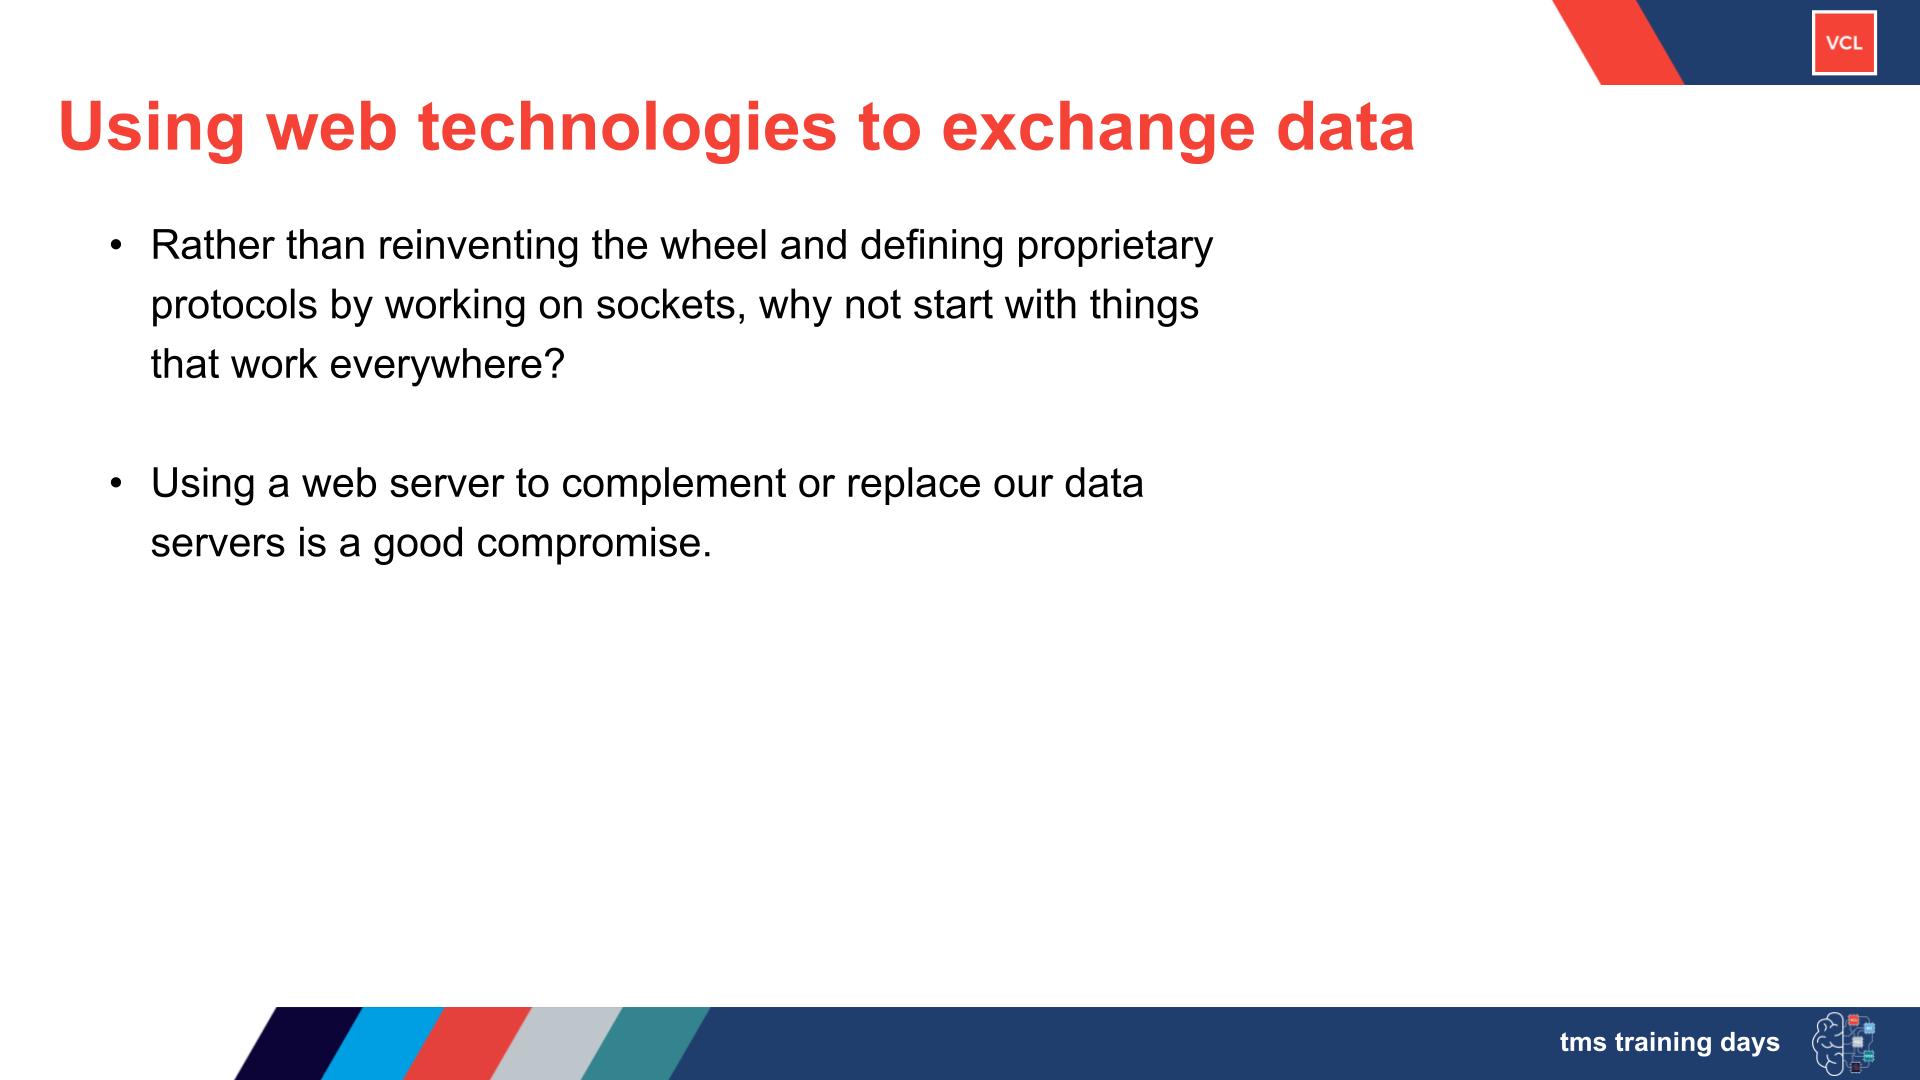 VCL
Using web technologies to exchange data
• Rather than reinventing the wheel and defining proprietary
protocols by working on sockets, why not start with things
that work everywhere?
• Using a web server to complement or replace our data
servers is a good compromise.
tms training days